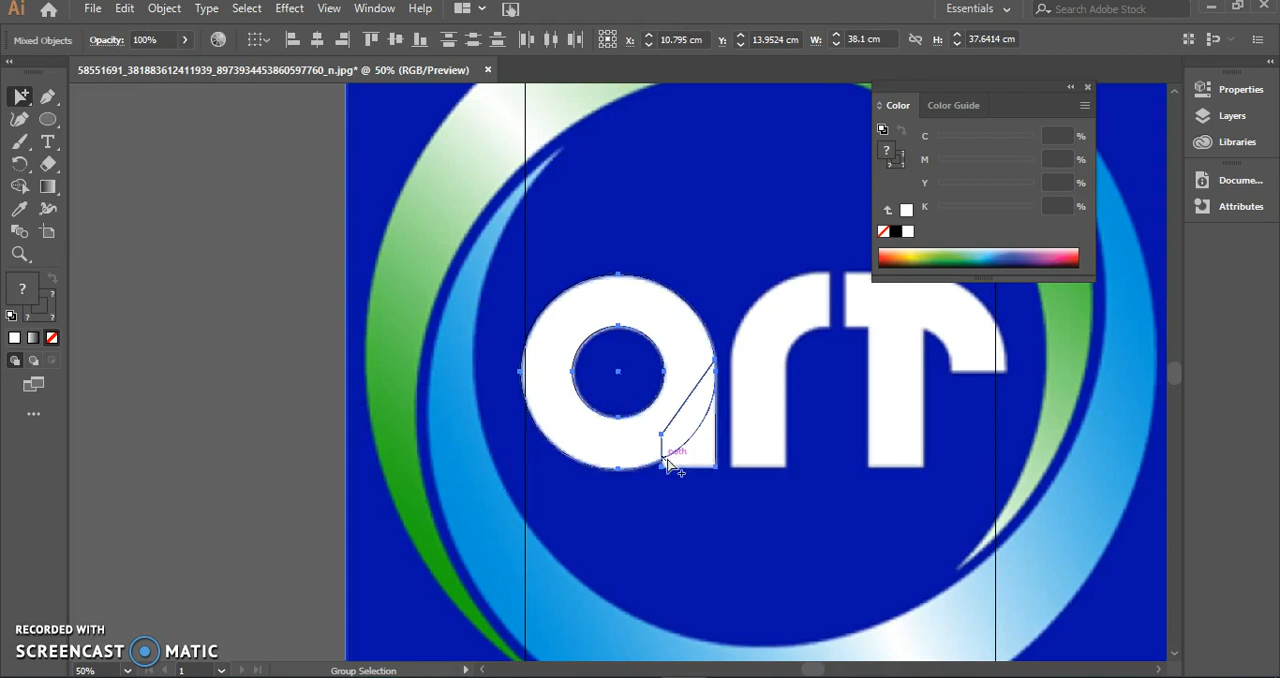 Ai File Edit Object Type Select Effect View Window Help Essentials Search Adobe Stock
Mixed Objects Opacity: 100% X: 10.795 cm Y: 13.9524 cm W: 38.1 cm H: 37.6414 cm
58551691_381883612411939_8973934453860597760_n.jpg* @ 50% (RGB/Preview)
Color Color Guide
C %
M %
Y %
K %
Properties
Layers
Libraries
Docume...
Attributes
T
?
?
?
?
?
art
path
RECORDED WITH
SCREENCAST MATIC
50% 1 Group Selection